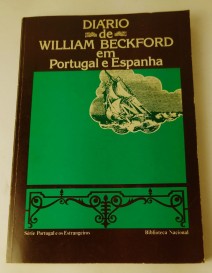 DIÁRIO
de
WILLIAM BECKFORD
em
Portugal e Espanha
Série Portugal e os Estrangeiros
Biblioteca Nacional